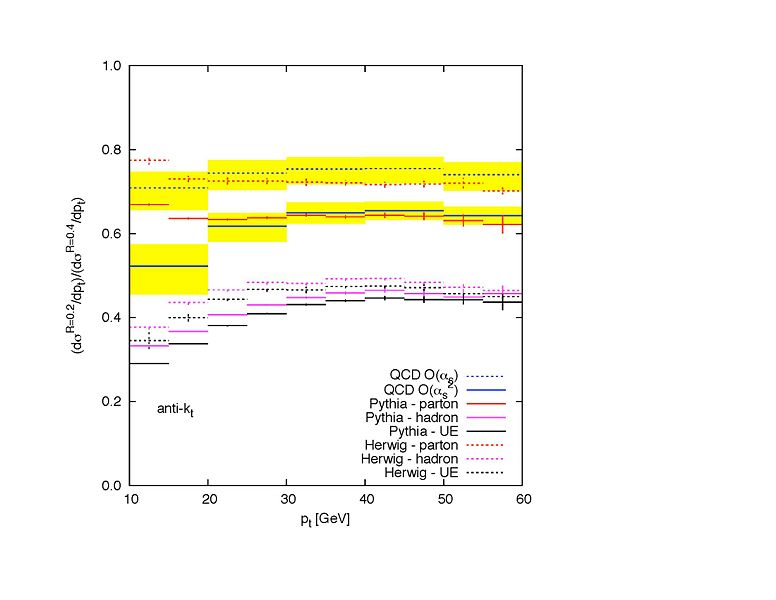 (dσ^R=0.2/dp_t)/(dσ^R=0.4/dp_t)
1.0
0.8
0.6
0.4
0.2
0.0
anti-k_t
QCD O(α_s)
QCD O(α_s^2)
Pythia - parton
Pythia - hadron
Pythia - UE
Herwig - parton
Herwig - hadron
Herwig - UE
10 20 30 40 50 60
p_t [GeV]